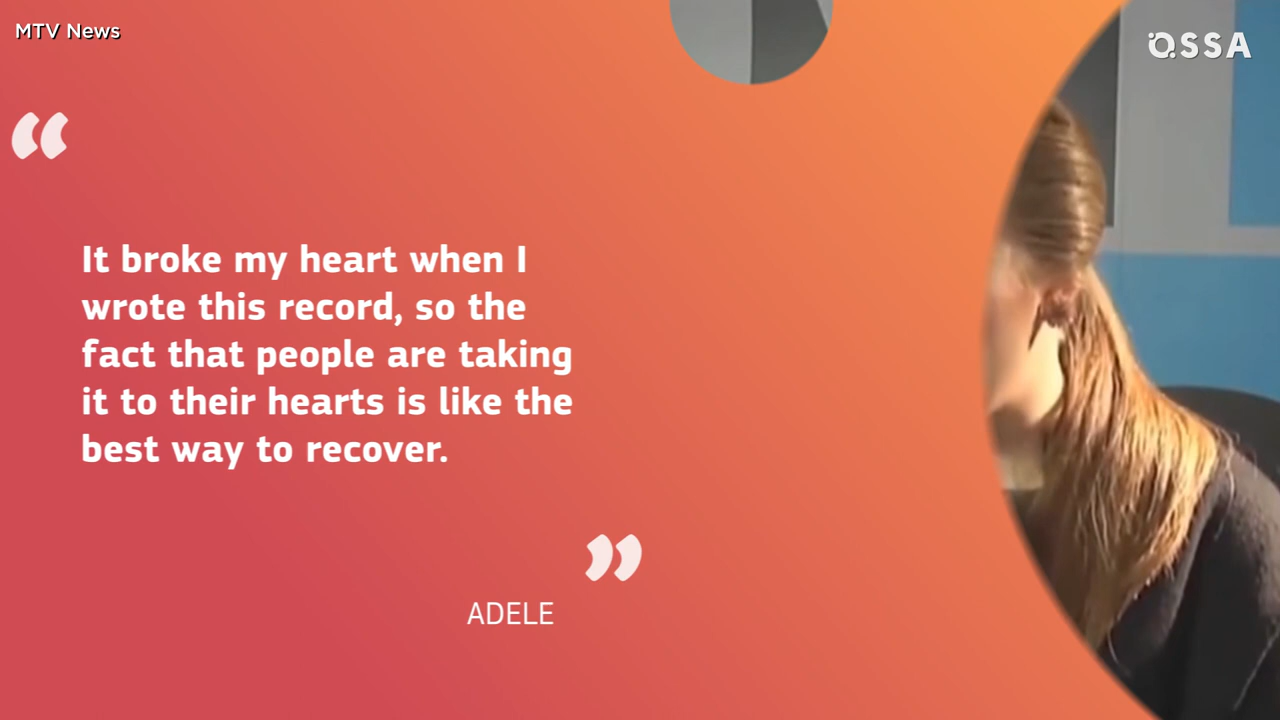 MTV News
OSSA
“
It broke my heart when I
wrote this record, so the
fact that people are taking
it to their hearts is like the
best way to recover.
”
ADELE